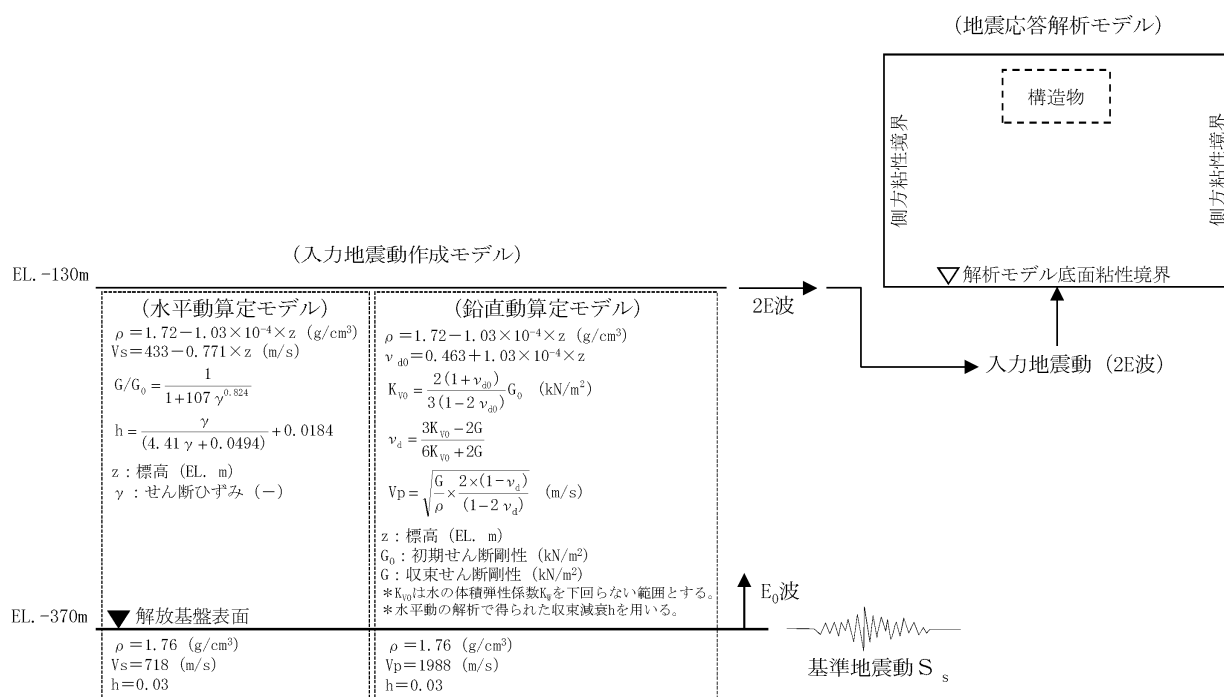 (地震応答解析モデル)
構造物
側方粘性境界
側方粘性境界
解析モデル底面粘性境界
(入力地震動作成モデル)
EL.-130m
2E波
入力地震動 (2E波)
(水平動算定モデル)
ρ=1.72-1.03×10⁻⁴×z (g/cm³)
Vs=433-0.771×z (m/s)
G/G₀=1/(1+107γ^0.824)
h=γ/(4.41γ+0.0494)+0.0184
z:標高 (EL. m)
γ:せん断ひずみ (-)
(鉛直動算定モデル)
ρ=1.72-1.03×10⁻⁴×z (g/cm³)
ν_d0=0.463+1.03×10⁻⁴×z
K_V0=2(1+ν_d0)/3(1-2ν_d0) G₀ (kN/m²)
ν_d=(3K_V0-2G)/(6K_V0+2G)
Vp=√(G/ρ×2×(1-ν_d)/(1-2ν_d)) (m/s)
z:標高 (EL. m)
G₀:初期せん断剛性 (kN/m²)
G:収束せん断剛性 (kN/m²)
*K_V0は水の体積弾性係数K_Wを下回らない範囲とする。
*水平動の解析で得られた収束減衰hを用いる。
E₀波
EL.-370m
解放基盤表面
ρ=1.76 (g/cm³)
Vs=718 (m/s)
h=0.03
ρ=1.76 (g/cm³)
Vp=1988 (m/s)
h=0.03
基準地震動Ss